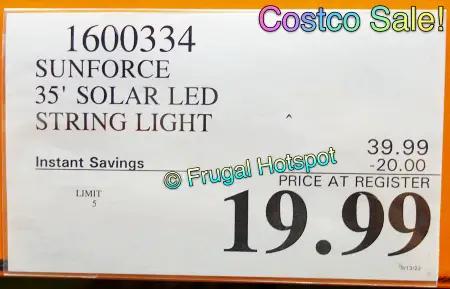 Costco Sale!
1600334
SUNFORCE
35' SOLAR LED
STRING LIGHT
39.99
Instant Savings -20.00
© Frugal Hotspot
PRICE AT REGISTER
LIMIT
5
19.99